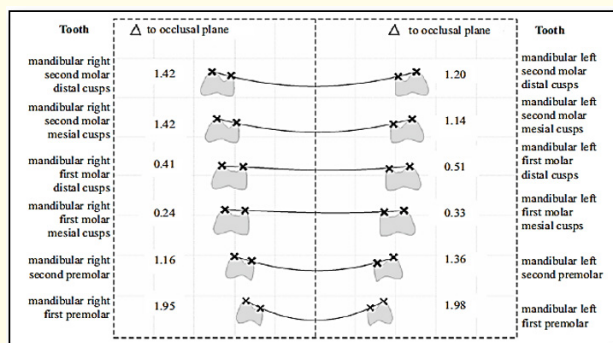 Tooth
Δ to occlusal plane
Δ to occlusal plane
Tooth
mandibular right
second molar
distal cusps
1.42
1.20
mandibular left
second molar
distal cusps
mandibular right
second molar
mesial cusps
1.42
1.14
mandibular left
second molar
mesial cusps
mandibular right
first molar
distal cusps
0.41
0.51
mandibular left
first molar
distal cusps
mandibular right
first molar
mesial cusps
0.24
0.33
mandibular left
first molar
mesial cusps
mandibular right
second premolar
1.16
1.36
mandibular left
second premolar
mandibular right
first premolar
1.95
1.98
mandibular left
first premolar